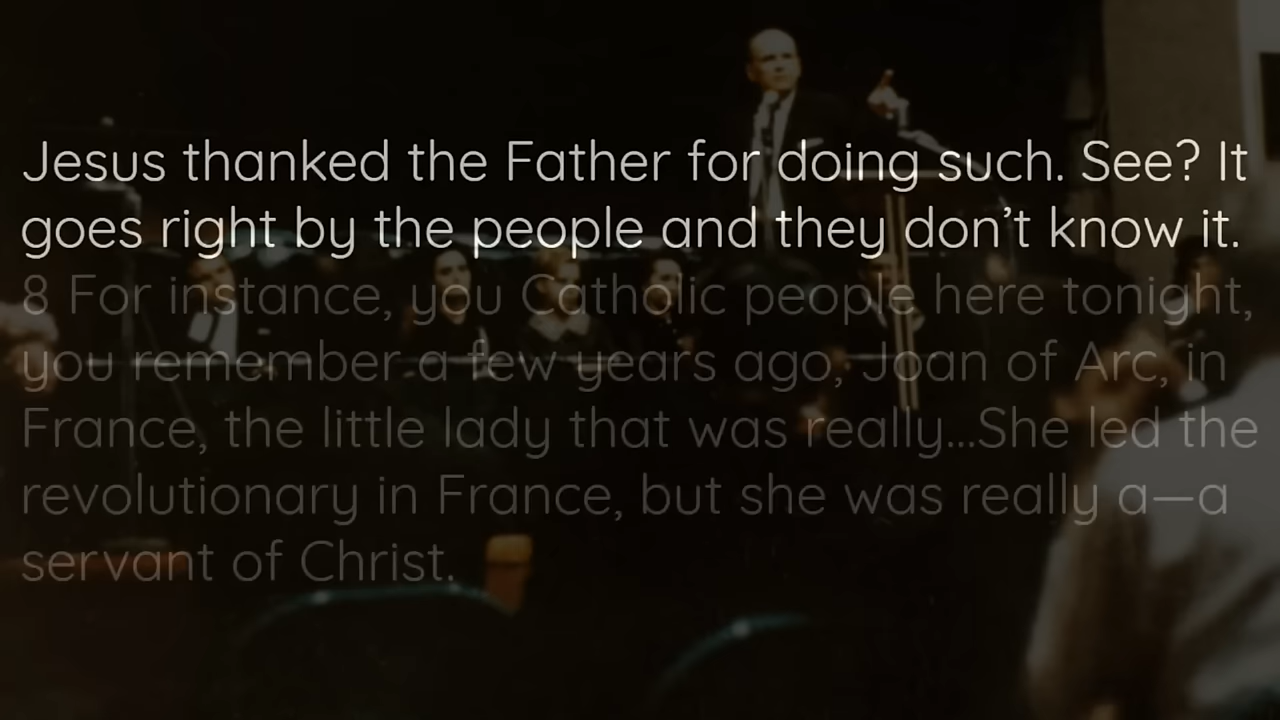 Jesus thanked the Father for doing such. See? It
goes right by the people and they don’t know it.
8 For instance, you Catholic people here tonight,
you remember a few years ago, Joan of Arc, in
France, the little lady that was really...She led the
revolutionary in France, but she was really a—a
servant of Christ.